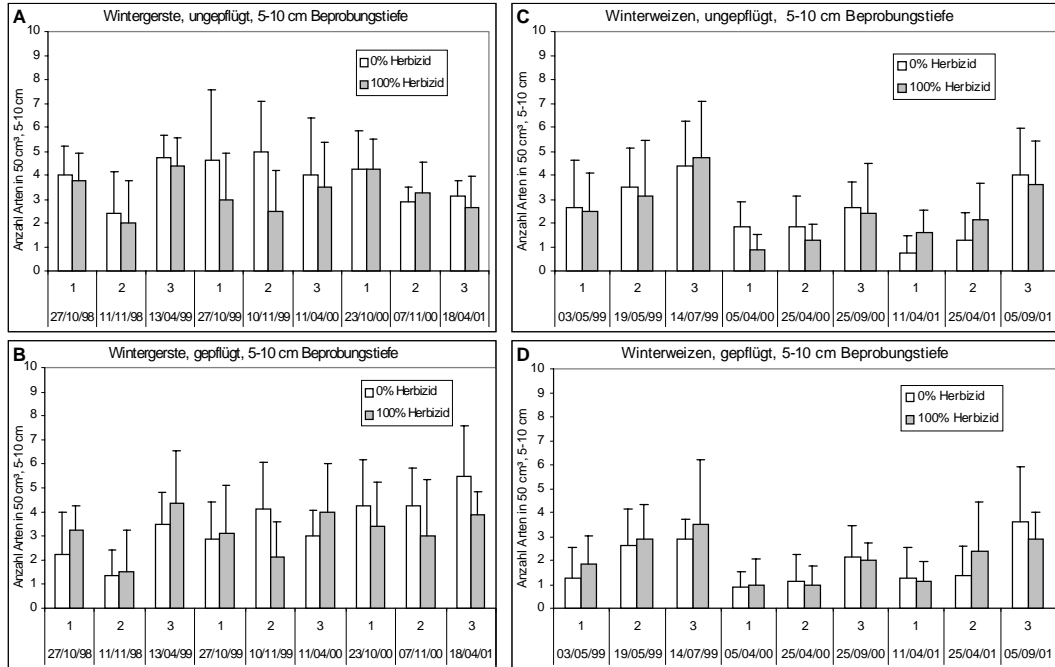 A Wintergerste, ungepflügt, 5-10 cm Beprobungstiefe
Anzahl Arten in 50 cm³, 5-10 cm
10
9
8
7
6
5
4
3
2
1
0
0% Herbizid
100% Herbizid
1 2 3 1 2 3 1 2 3
27/10/98 11/11/98 13/04/99 27/10/99 10/11/99 11/04/00 23/10/00 07/11/00 18/04/01
B Wintergerste, gepflügt, 5-10 cm Beprobungstiefe
Anzahl Arten in 50 cm³, 5-10 cm
10
9
8
7
6
5
4
3
2
1
0
0% Herbizid
100% Herbizid
1 2 3 1 2 3 1 2 3
27/10/98 11/11/98 13/04/99 27/10/99 10/11/99 11/04/00 23/10/00 07/11/00 18/04/01
C Winterweizen, ungepflügt, 5-10 cm Beprobungstiefe
Anzahl Arten in 50 cm³, 5-10 cm
10
9
8
7
6
5
4
3
2
1
0
0% Herbizid
100% Herbizid
1 2 3 1 2 3 1 2 3
03/05/99 19/05/99 14/07/99 05/04/00 25/04/00 25/09/00 11/04/01 25/04/01 05/09/01
D Winterweizen, gepflügt, 5-10 cm Beprobungstiefe
Anzahl Arten in 50 cm³, 5-10 cm
10
9
8
7
6
5
4
3
2
1
0
0% Herbizid
100% Herbizid
1 2 3 1 2 3 1 2 3
03/05/99 19/05/99 14/07/99 05/04/00 25/04/00 25/09/00 11/04/01 25/04/01 05/09/01